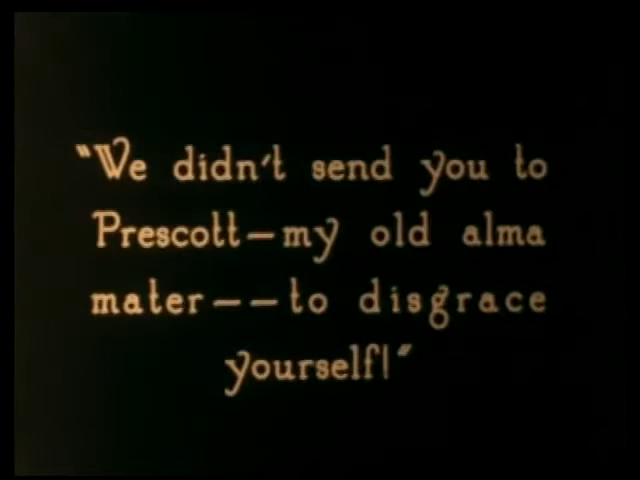 "We didn't send you to
Prescott—my old alma
mater——to disgrace
yourself!"